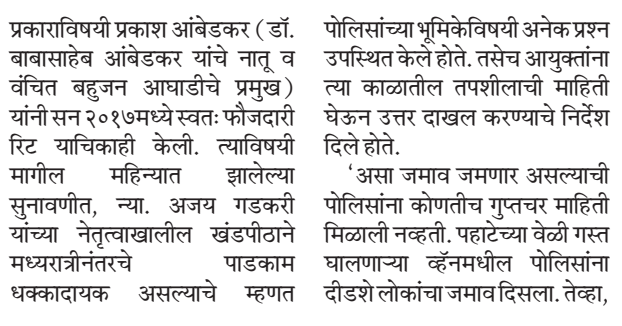 प्रकाराविषयी प्रकाश आंबेडकर (डॉ.
बाबासाहेब आंबेडकर यांचे नातू व
वंचित बहुजन आघाडीचे प्रमुख)
यांनी सन २०१७मध्ये स्वतः फौजदारी
रिट याचिकाही केली. त्याविषयी
मागील महिन्यात झालेल्या
सुनावणीत, न्या. अजय गडकरी
यांच्या नेतृत्वाखालील खंडपीठाने
मध्यरात्रीनंतरचे पाडकाम
धक्कादायक असल्याचे म्हणत
पोलिसांच्या भूमिकेविषयी अनेक प्रश्न
उपस्थित केले होते. तसेच आयुक्तांना
त्या काळातील तपशीलाची माहिती
घेऊन उत्तर दाखल करण्याचे निर्देश
दिले होते.
'असा जमाव जमणार असल्याची
पोलिसांना कोणतीच गुप्तचर माहिती
मिळाली नव्हती. पहाटेच्या वेळी गस्त
घालणाऱ्या व्हॅनमधील पोलिसांना
दीडशे लोकांचा जमाव दिसला. तेव्हा,